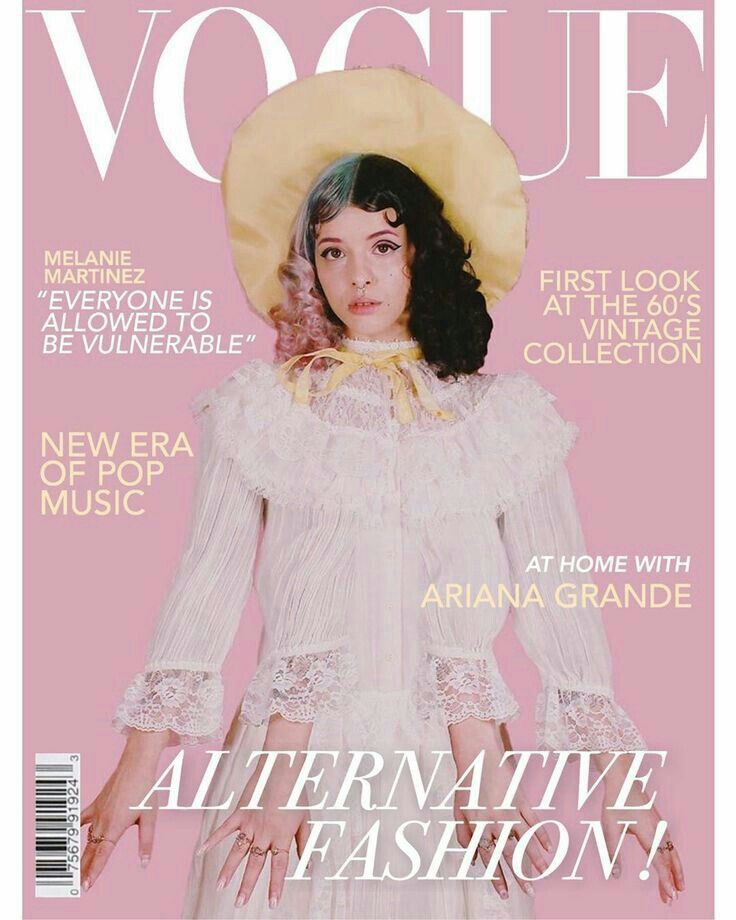 VOGUE
MELANIE
MARTINEZ
“EVERYONE IS
ALLOWED TO
BE VULNERABLE”
FIRST LOOK
AT THE 60’S
VINTAGE
COLLECTION
NEW ERA
OF POP
MUSIC
AT HOME WITH
ARIANA GRANDE
ALTERNATIVE
FASHION!
0 75679 91924 3